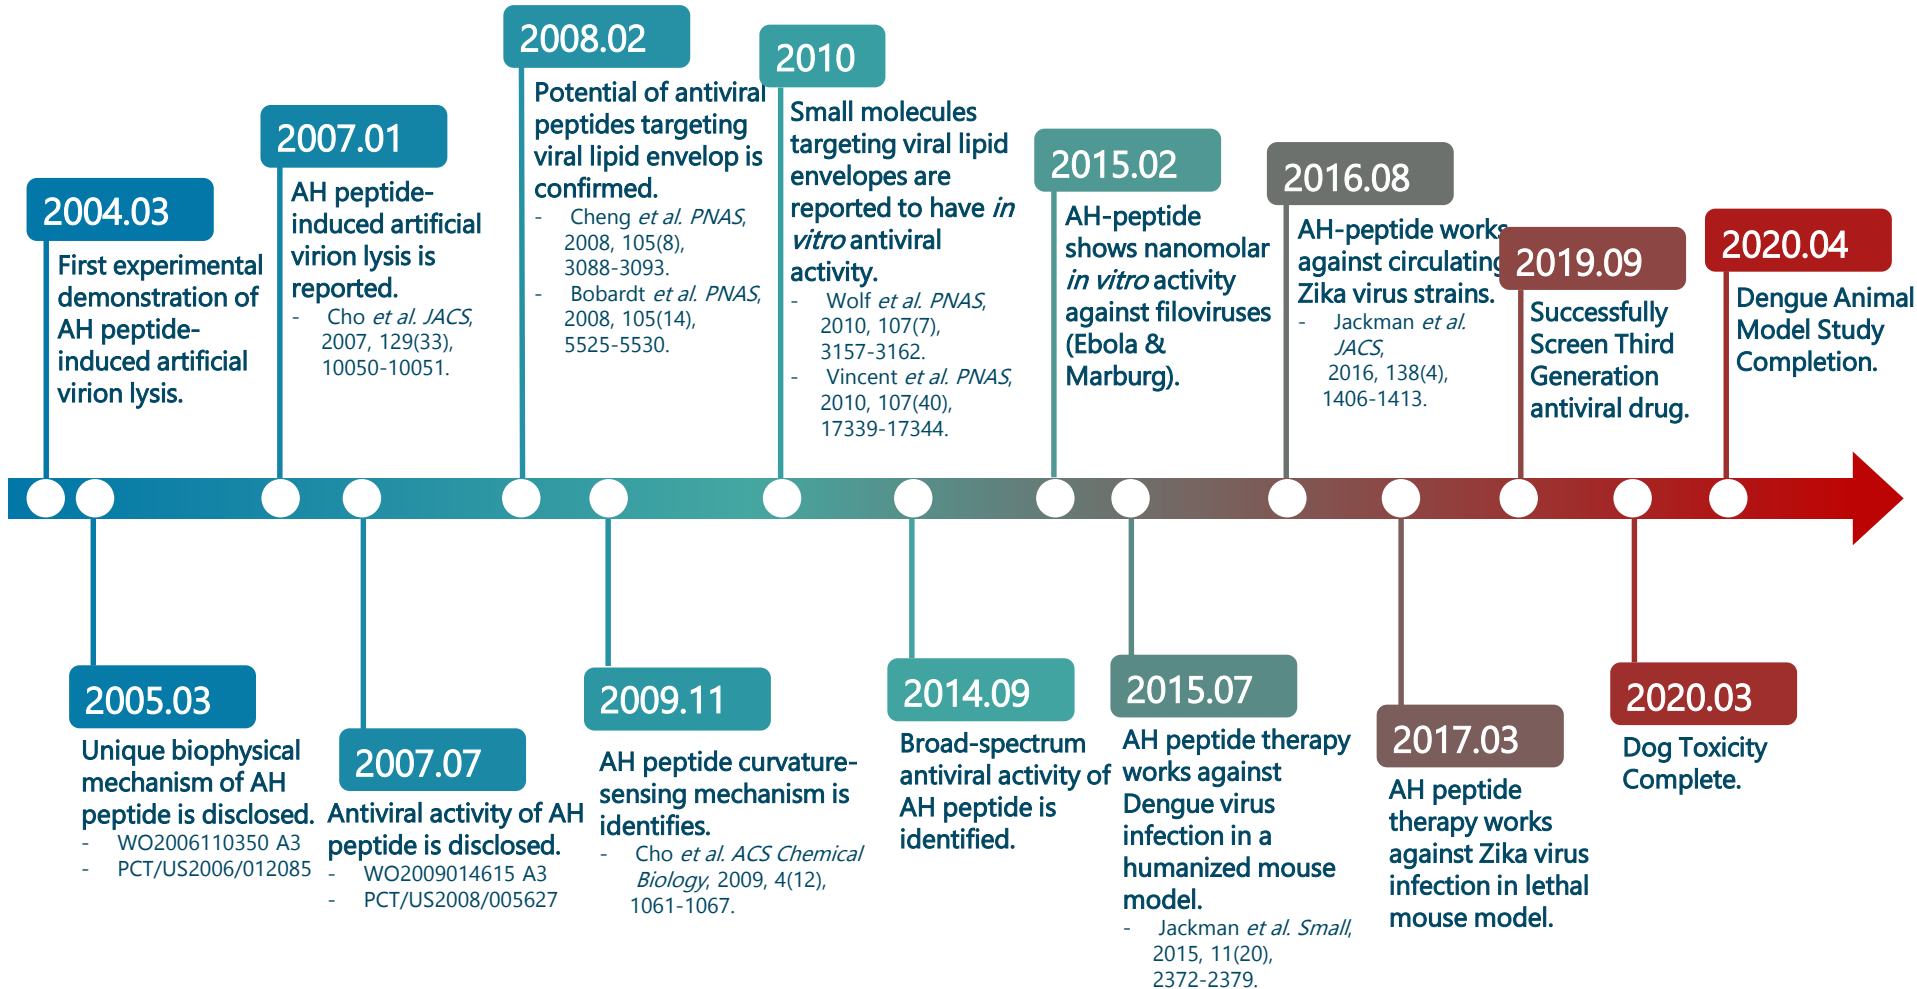 2004.03
First experimental
demonstration of
AH peptide-
induced artificial
virion lysis.
2007.01
AH peptide-
induced artificial
virion lysis is
reported.
- Cho et al. JACS,
2007, 129(33),
10050-10051.
2008.02
Potential of antiviral
peptides targeting
viral lipid envelop is
confirmed.
- Cheng et al. PNAS,
2008, 105(8),
3088-3093.
- Bobardt et al. PNAS,
2008, 105(14),
5525-5530.
2010
Small molecules
targeting viral lipid
envelopes are
reported to have in
vitro antiviral
activity.
- Wolf et al. PNAS,
2010, 107(7),
3157-3162.
- Vincent et al. PNAS,
2010, 107(40),
17339-17344.
2015.02
AH-peptide
shows nanomolar
in vitro activity
against filoviruses
(Ebola &
Marburg).
2016.08
AH-peptide works
against circulating
Zika virus strains.
- Jackman et al.
JACS,
2016, 138(4),
1406-1413.
2019.09
Successfully
Screen Third
Generation
antiviral drug.
2020.04
Dengue Animal
Model Study
Completion.
2005.03
Unique biophysical
mechanism of AH
peptide is disclosed.
- WO2006110350 A3
- PCT/US2006/012085
2007.07
Antiviral activity of AH
peptide is disclosed.
- WO2009014615 A3
- PCT/US2008/005627
2009.11
AH peptide curvature-
sensing mechanism is
identifies.
- Cho et al. ACS Chemical
Biology, 2009, 4(12),
1061-1067.
2014.09
Broad-spectrum
antiviral activity of
AH peptide is
identified.
2015.07
AH peptide therapy
works against
Dengue virus
infection in a
humanized mouse
model.
- Jackman et al. Small,
2015, 11(20),
2372-2379.
2017.03
AH peptide
therapy works
against Zika virus
infection in lethal
mouse model.
2020.03
Dog Toxicity
Complete.